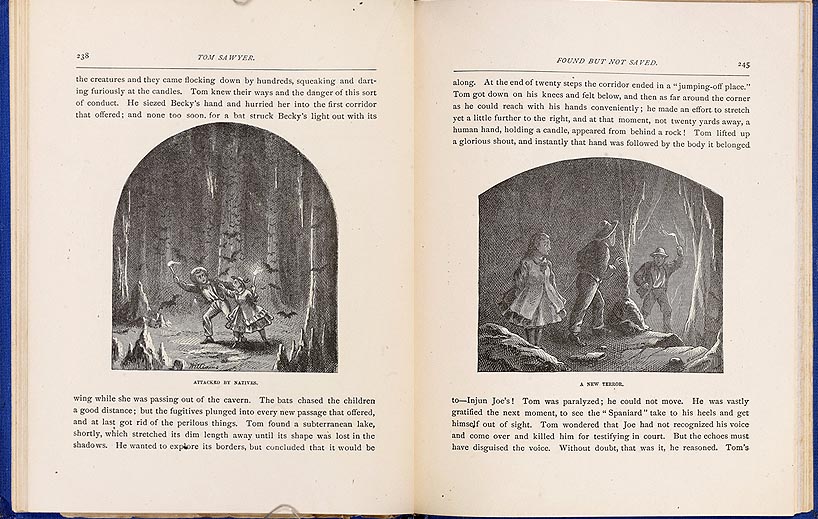 238
TOM SAWYER.
the creatures and they came flocking down by hundreds, squeaking and dart-
ing furiously at the candles. Tom knew their ways and the danger of this sort
of conduct. He siezed Becky's hand and hurried her into the first corridor
that offered; and none too soon, for a bat struck Becky's light out with its
Williams
ATTACKED BY NATIVES.
wing while she was passing out of the cavern. The bats chased the children
a good distance; but the fugitives plunged into every new passage that offered,
and at last got rid of the perilous things. Tom found a subterranean lake,
shortly, which stretched its dim length away until its shape was lost in the
shadows. He wanted to explore its borders, but concluded that it would be
FOUND BUT NOT SAVED.
245
along. At the end of twenty steps the corridor ended in a "jumping-off place."
Tom got down on his knees and felt below, and then as far around the corner
as he could reach with his hands conveniently; he made an effort to stretch
yet a little further to the right, and at that moment, not twenty yards away, a
human hand, holding a candle, appeared from behind a rock! Tom lifted up
a glorious shout, and instantly that hand was followed by the body it belonged
A NEW TERROR.
to—Injun Joe's! Tom was paralyzed; he could not move. He was vastly
gratified the next moment, to see the "Spaniard" take to his heels and get
himself out of sight. Tom wondered that Joe had not recognized his voice
and come over and killed him for testifying in court. But the echoes must
have disguised the voice. Without doubt, that was it, he reasoned. Tom's